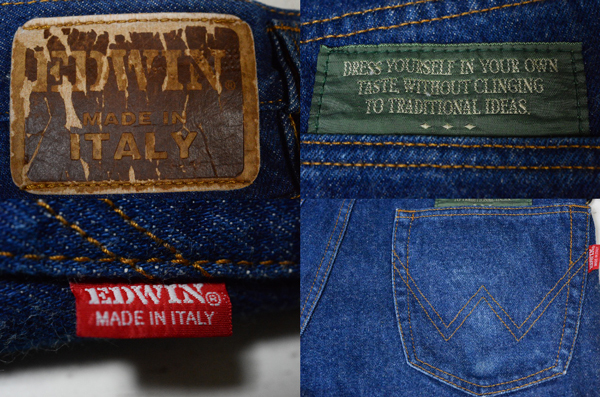 EDWIN®
MADE IN
ITALY
DRESS YOURSELF IN YOUR OWN
TASTE, WITHOUT CLINGING
TO TRADITIONAL IDEAS.
EDWIN®
MADE IN ITALY